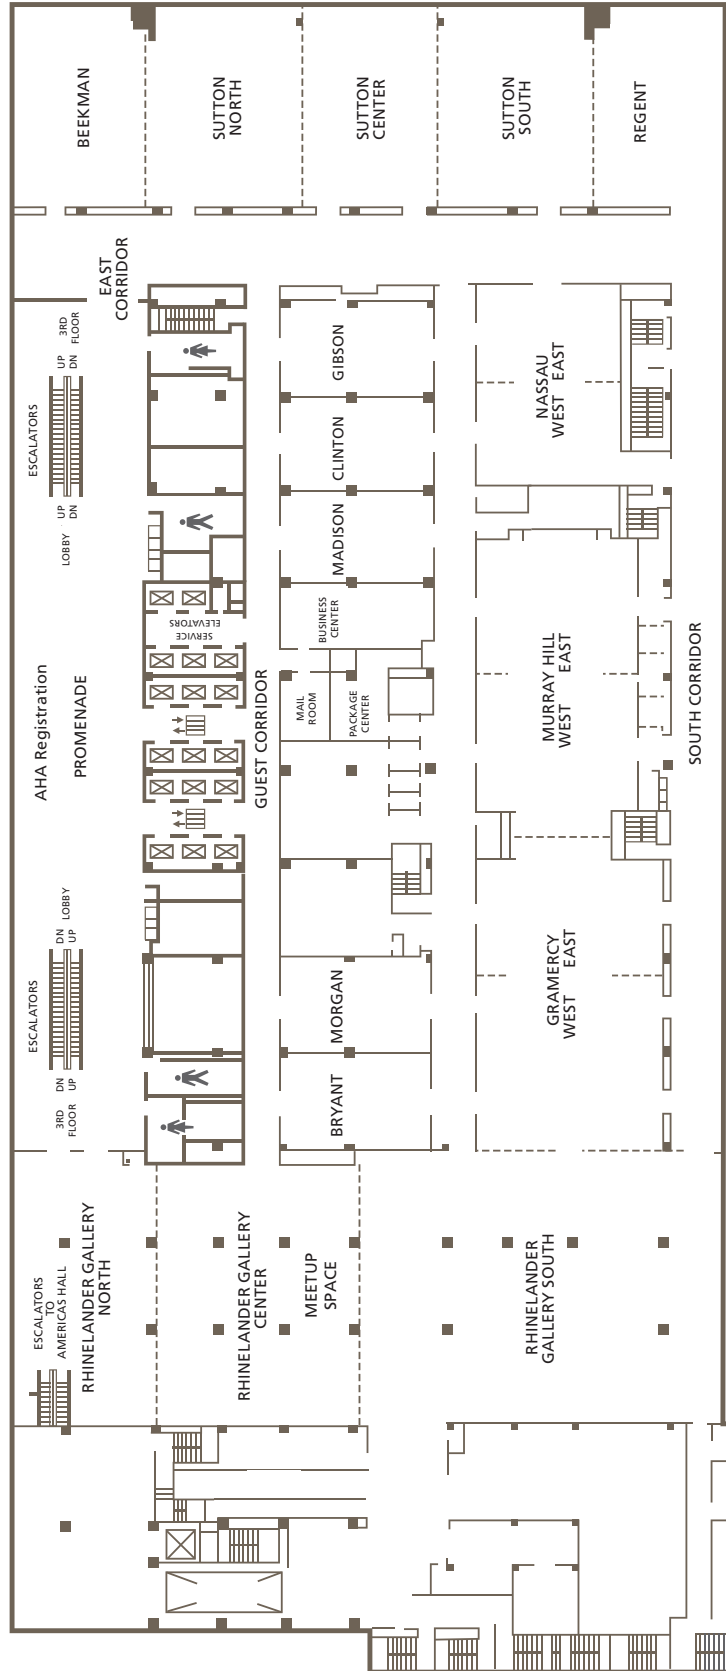 BEEKMAN
SUTTON
NORTH
SUTTON
CENTER
SUTTON
SOUTH
REGENT
EAST
CORRIDOR
3RD
FLOOR
UP
DN
ESCALATORS
UP
DN
LOBBY
GIBSON
CLINTON
MADISON
BUSINESS
CENTER
NASSAU
WEST EAST
SERVICE
ELEVATORS
MAIL
ROOM
PACKAGE
CENTER
MURRAY HILL
WEST EAST
SOUTH CORRIDOR
AHA Registration
PROMENADE
GUEST CORRIDOR
LOBBY
DN
UP
ESCALATORS
DN
UP
3RD
FLOOR
MORGAN
BRYANT
GRAMERCY
WEST EAST
ESCALATORS
TO
AMERICAS HALL
RHINELANDER GALLERY
NORTH
RHINELANDER GALLERY
CENTER
MEETUP
SPACE
RHINELANDER
GALLERY SOUTH